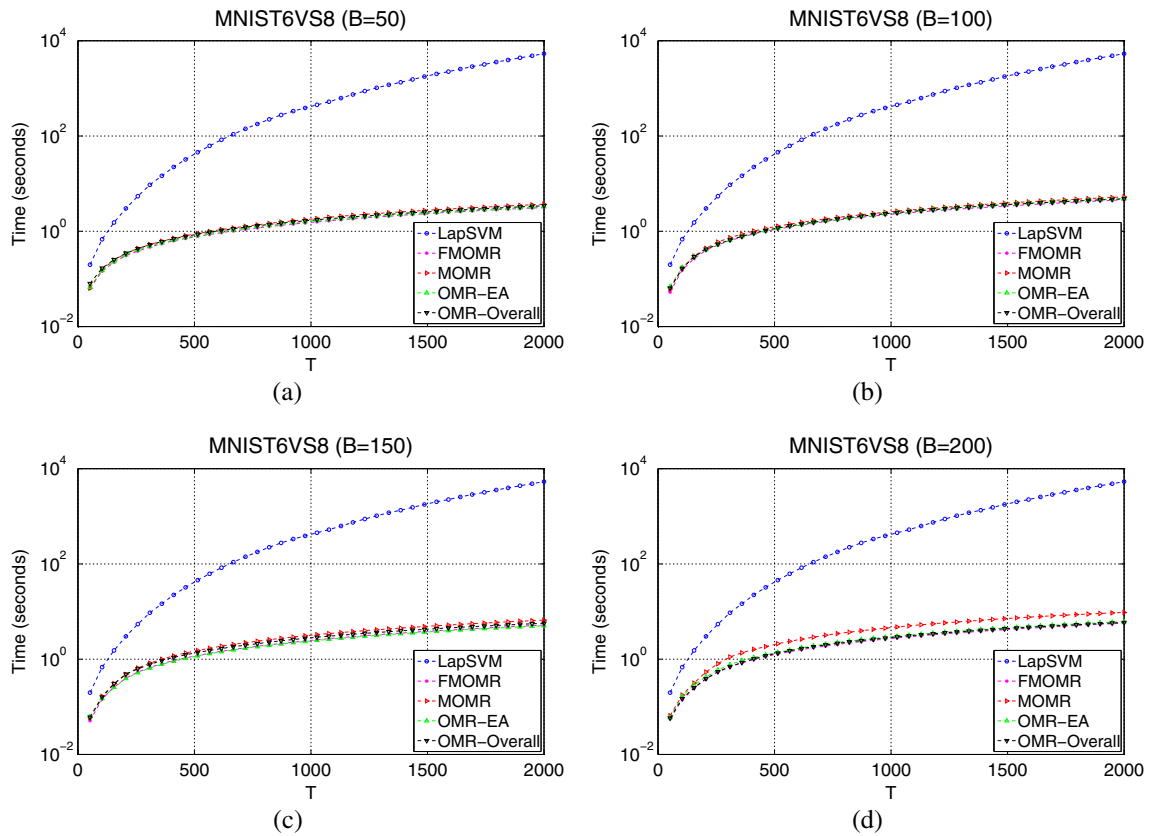 MNIST6VS8 (B=50)
10^4
10^2
10^0
10^-2
Time (seconds)
LapSVM
FMOMR
MOMR
OMR-EA
OMR-Overall
0 500 1000 1500 2000
T
(a)
MNIST6VS8 (B=100)
10^4
10^2
10^0
10^-2
Time (seconds)
LapSVM
FMOMR
MOMR
OMR-EA
OMR-Overall
0 500 1000 1500 2000
T
(b)
MNIST6VS8 (B=150)
10^4
10^2
10^0
10^-2
Time (seconds)
LapSVM
FMOMR
MOMR
OMR-EA
OMR-Overall
0 500 1000 1500 2000
T
(c)
MNIST6VS8 (B=200)
10^4
10^2
10^0
10^-2
Time (seconds)
LapSVM
FMOMR
MOMR
OMR-EA
OMR-Overall
0 500 1000 1500 2000
T
(d)